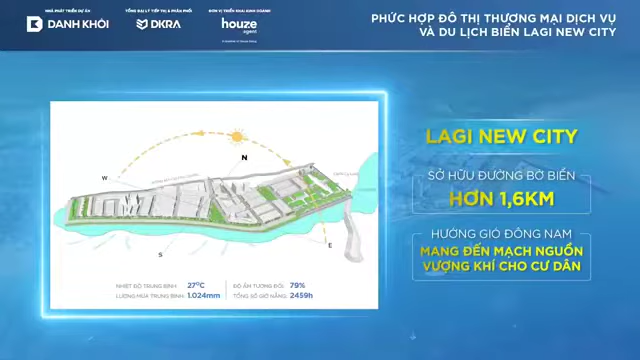 NHÀ PHÁT TRIỂN DỰ ÁN
DANH KHÔI
TỔNG ĐẠI LÝ TIẾP THỊ & PHÂN PHỐI
DKRA
ĐƠN VỊ TRIỂN KHAI KINH DOANH
houze
agent
PHỨC HỢP ĐÔ THỊ THƯƠNG MẠI DỊCH VỤ
VÀ DU LỊCH BIỂN LAGI NEW CITY
N
W
S
E
NHIỆT ĐỘ TRUNG BÌNH: 27°C
LƯỢNG MƯA TRUNG BÌNH: 1.024mm
ĐỘ ẨM TƯƠNG ĐỐI: 79%
TỔNG SỐ GIỜ NẮNG: 2459h
LAGI NEW CITY
SỞ HỮU ĐƯỜNG BỜ BIỂN
HƠN 1,6KM
HƯỚNG GIÓ ĐÔNG NAM
MANG ĐẾN MẠCH NGUỒN
VƯỢNG KHÍ CHO CƯ DÂN